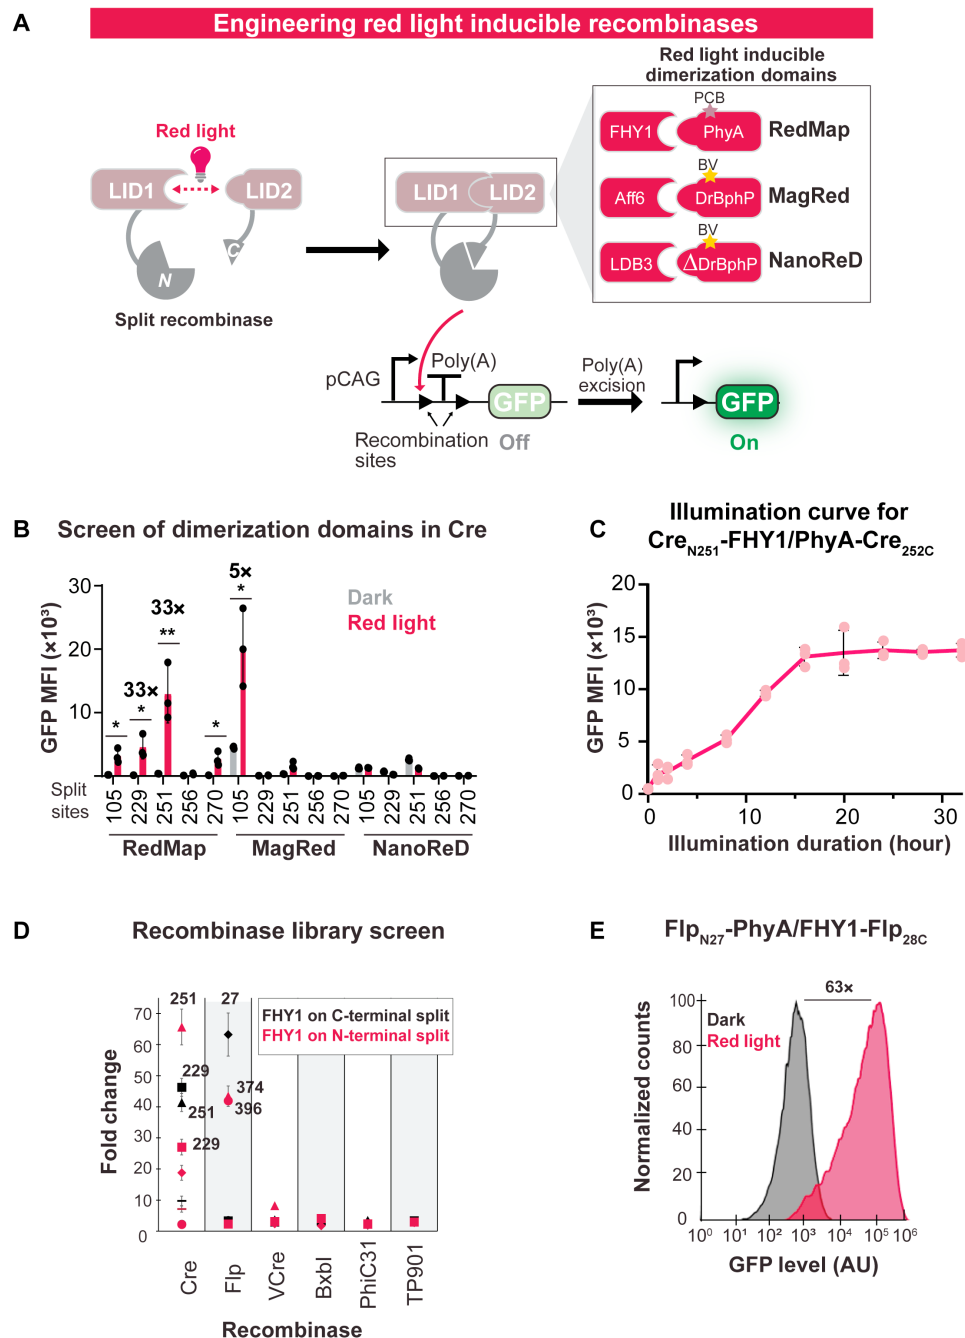 A
Engineering red light inducible recombinases
Red light inducible
dimerization domains
Red light
LID1
LID2
N
C
Split recombinase
LID1
LID2
PCB
FHY1
PhyA
RedMap
BV
Aff6
DrBphP
MagRed
BV
LDB3
ΔDrBphP
NanoReD
pCAG
Poly(A)
GFP
Recombination
sites
Off
Poly(A)
excision
GFP
On
B
Screen of dimerization domains in Cre
GFP MFI (×10³)
30
20
10
Dark
Red light
*
33×
*
33×
**
*
5×
*
Split
sites
105
229
251
256
270
105
229
251
256
270
105
229
251
256
270
RedMap
MagRed
NanoReD
C
Illumination curve for
CreN251-FHY1/PhyA-Cre252C
GFP MFI (×10³)
20
15
10
5
0
0
10
20
30
Illumination duration (hour)
D
Recombinase library screen
Fold change
70
60
50
40
30
20
10
0
251
229
251
229
27
374
396
FHY1 on C-terminal split
FHY1 on N-terminal split
Cre
Flp
VCre
BxbI
PhiC31
TP901
Recombinase
E
FlpN27-PhyA/FHY1-Flp28C
63×
Dark
Red light
Normalized counts
100
80
60
40
20
0
10⁰
10¹
10²
10³
10⁴
10⁵
10⁶
GFP level (AU)